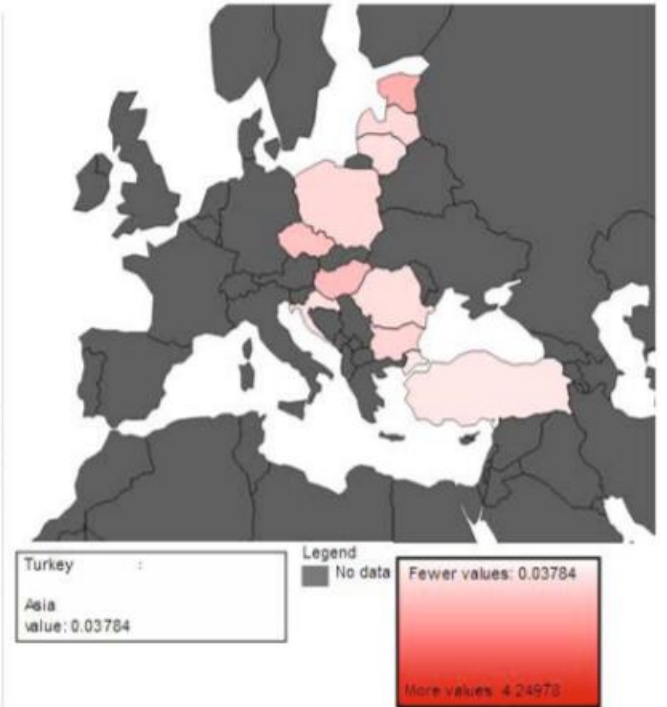 Turkey :
Asia
value: 0.03784
Legend
No data
Fewer values: 0.03784
More values 4.24978